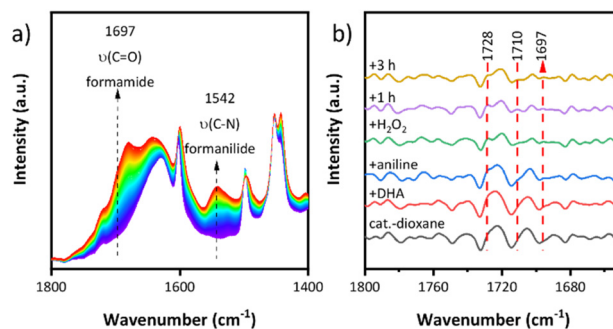 a)
1697
υ(C=O)
formamide
1542
υ(C-N)
formanilide
Intensity (a.u.)
1800
1600
1400
Wavenumber (cm⁻¹)
b)
1728
1710
1697
+3 h
+1 h
+H₂O₂
+aniline
+DHA
cat.-dioxane
Intensity (a.u.)
1800
1760
1720
1680
Wavenumber (cm⁻¹)